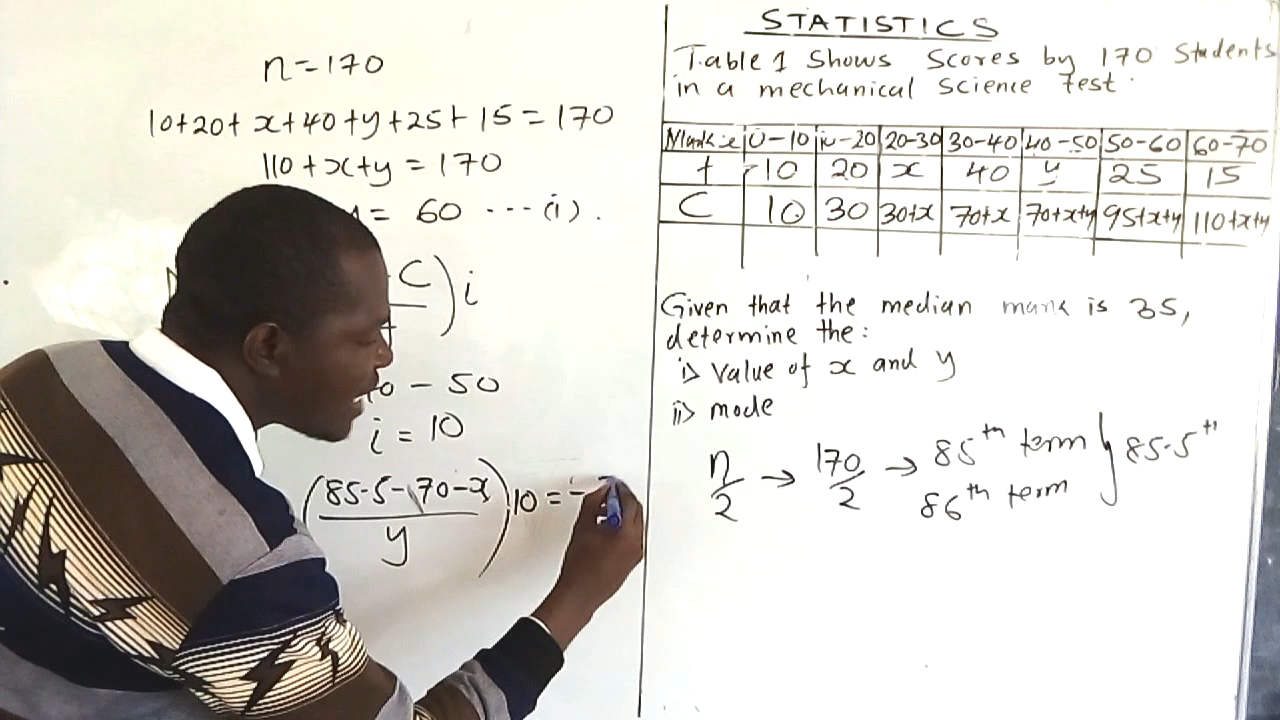 n = 170
10+20+ x+40+y+25+ 15 = 170
110+x+y = 170
= 60 ---(i).
C) i
- 50
i = 10
(85.5-70-x / y) 10 =
STATISTICS
Table 1 Shows Scores by 170 Students
in a mechanical science test.
0-10 20-30 30-40 40-50 50-60 60-70
f 10 20 x 40 y 25 15
C 10 30 30+x 70+x 70+x+y 95+x+y 110+x+y
Given that the median mark is 35,
determine the:
i> value of x and y
ii> mode
n/2 → 170/2 → 85th term } 85.5th
86th term